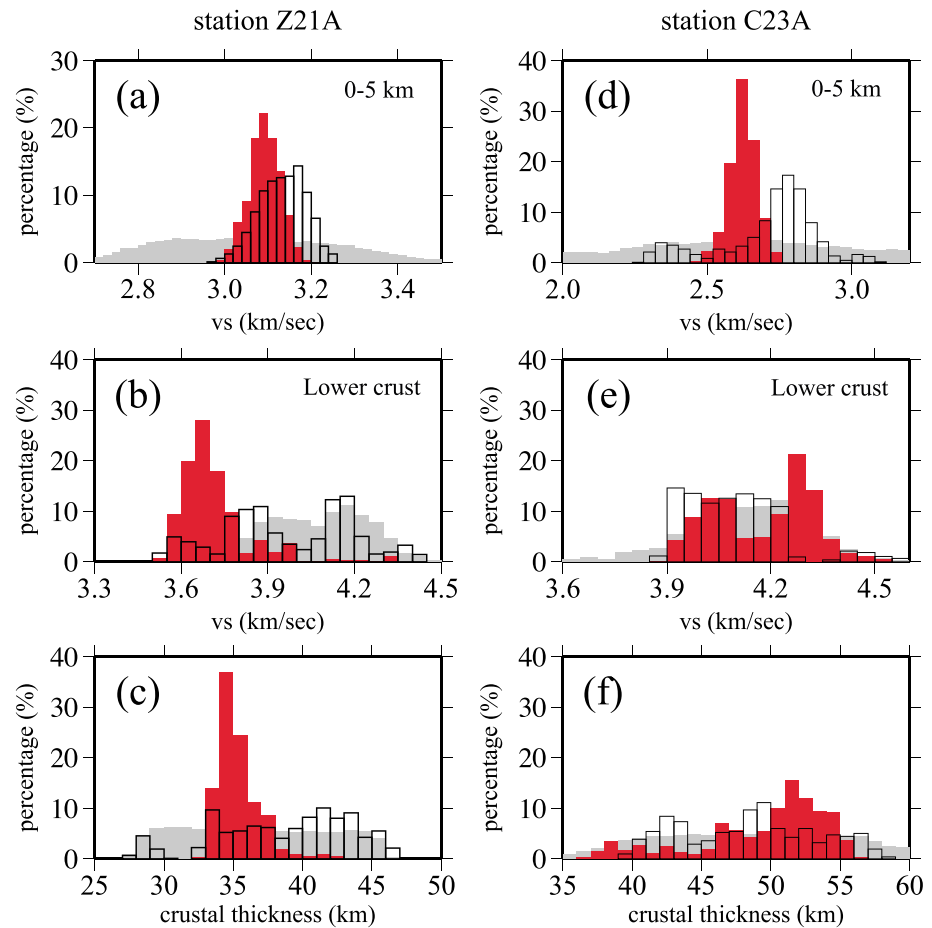 station Z21A
station C23A
30
20
10
0
percentage (%)
(a)
0-5 km
2.8 3.0 3.2 3.4
vs (km/sec)
40
30
20
10
0
percentage (%)
(d)
0-5 km
2.0 2.5 3.0
vs (km/sec)
40
30
20
10
0
percentage (%)
(b)
Lower crust
3.3 3.6 3.9 4.2 4.5
vs (km/sec)
40
30
20
10
0
percentage (%)
(e)
Lower crust
3.6 3.9 4.2 4.5
vs (km/sec)
40
30
20
10
0
percentage (%)
(c)
25 30 35 40 45 50
crustal thickness (km)
40
30
20
10
0
percentage (%)
(f)
35 40 45 50 55 60
crustal thickness (km)